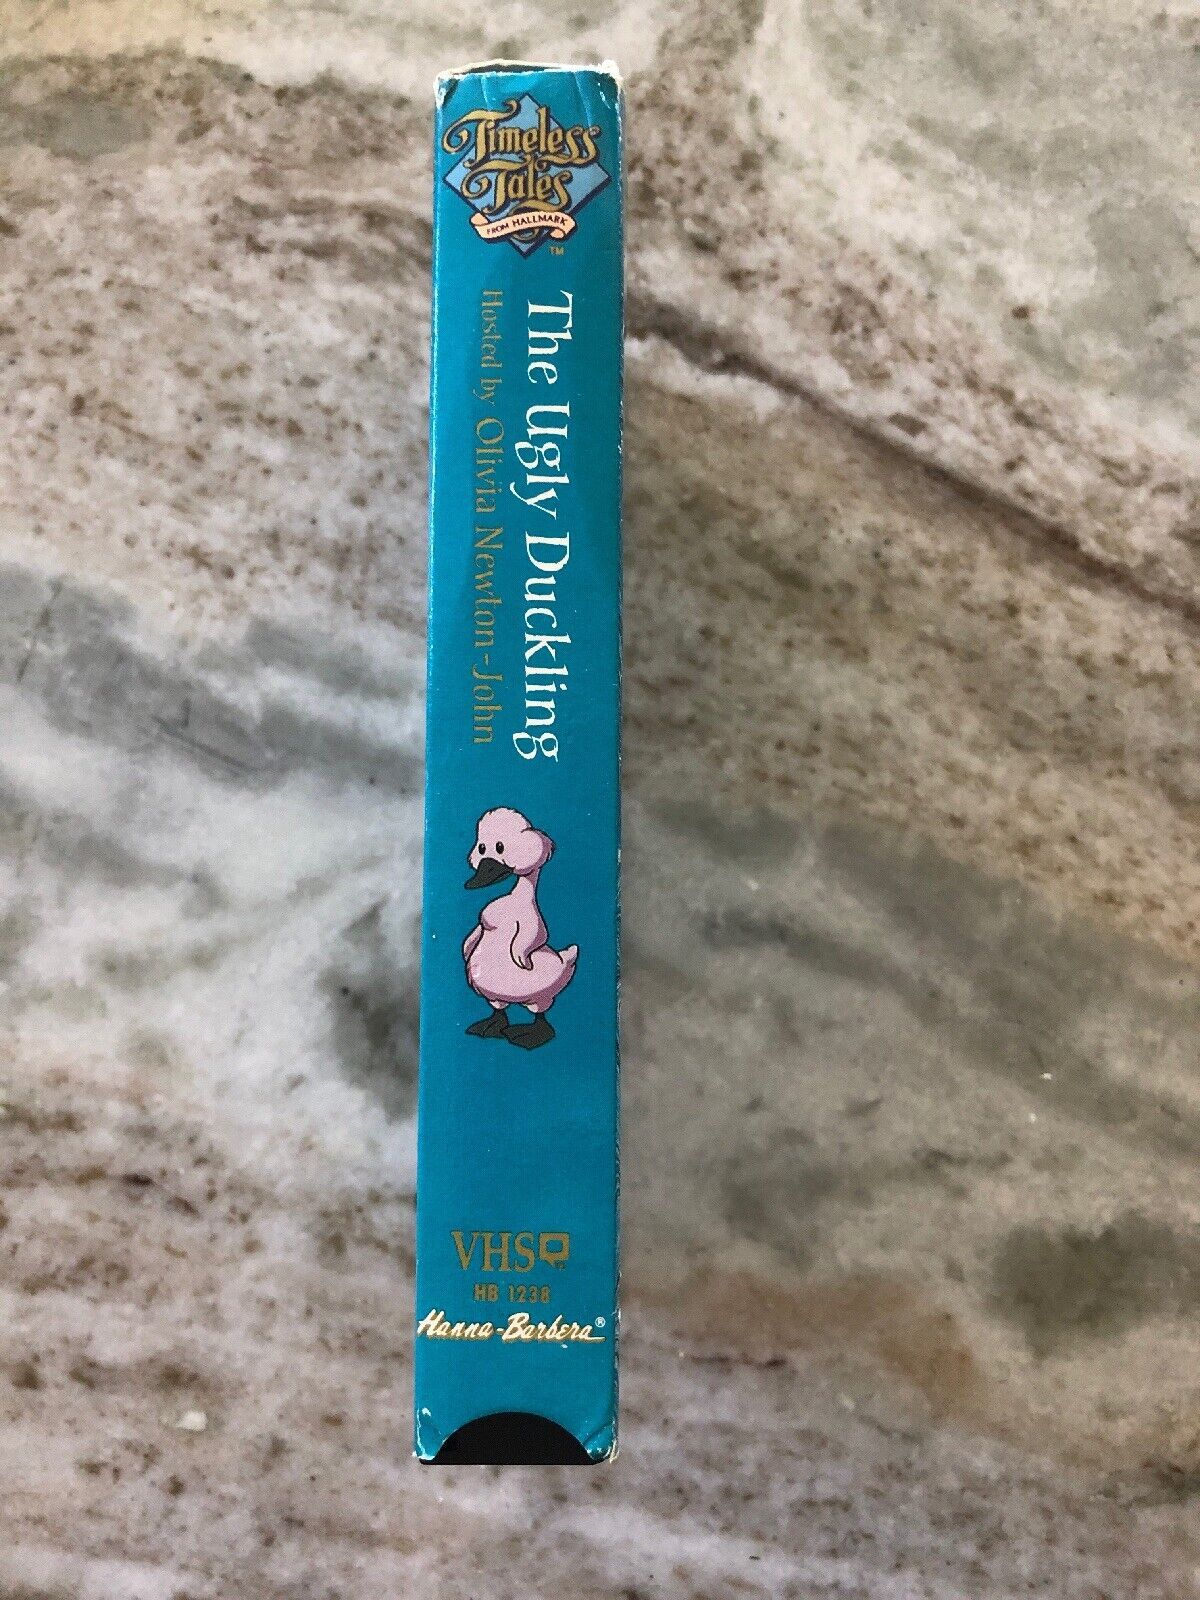 Timeless
Tales
FROM HALLMARK
TM
The Ugly Duckling
Hosted by Olivia Newton-John
VHS
HB 1238
Hanna-Barbera®